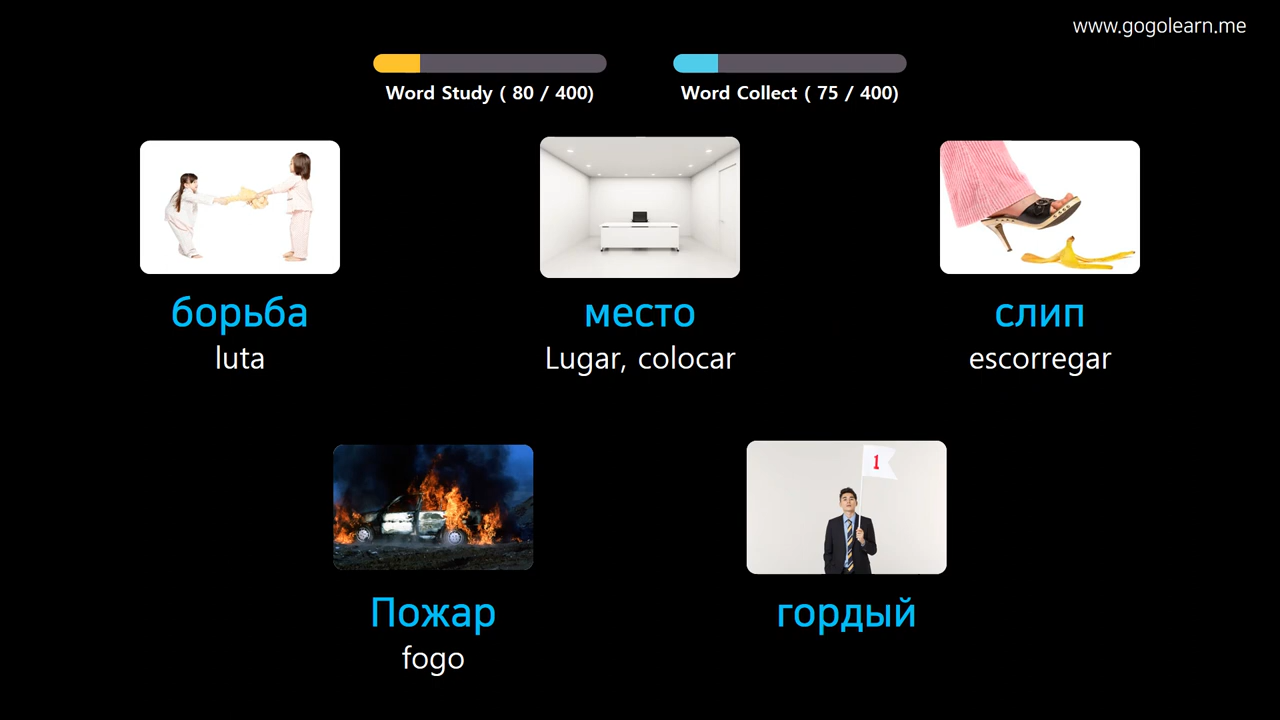 www.gogolearn.me
Word Study ( 80 / 400)
Word Collect ( 75 / 400)
борьба
luta
место
Lugar, colocar
слип
escorregar
1
Пожар
fogo
гордый